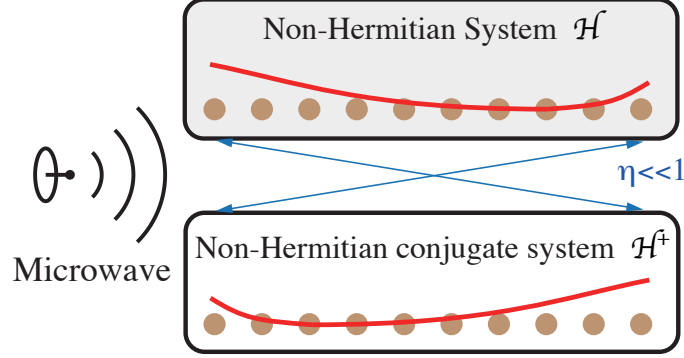 Non-Hermitian System ℋ
η<<1
Non-Hermitian conjugate system ℋ⁺
Microwave